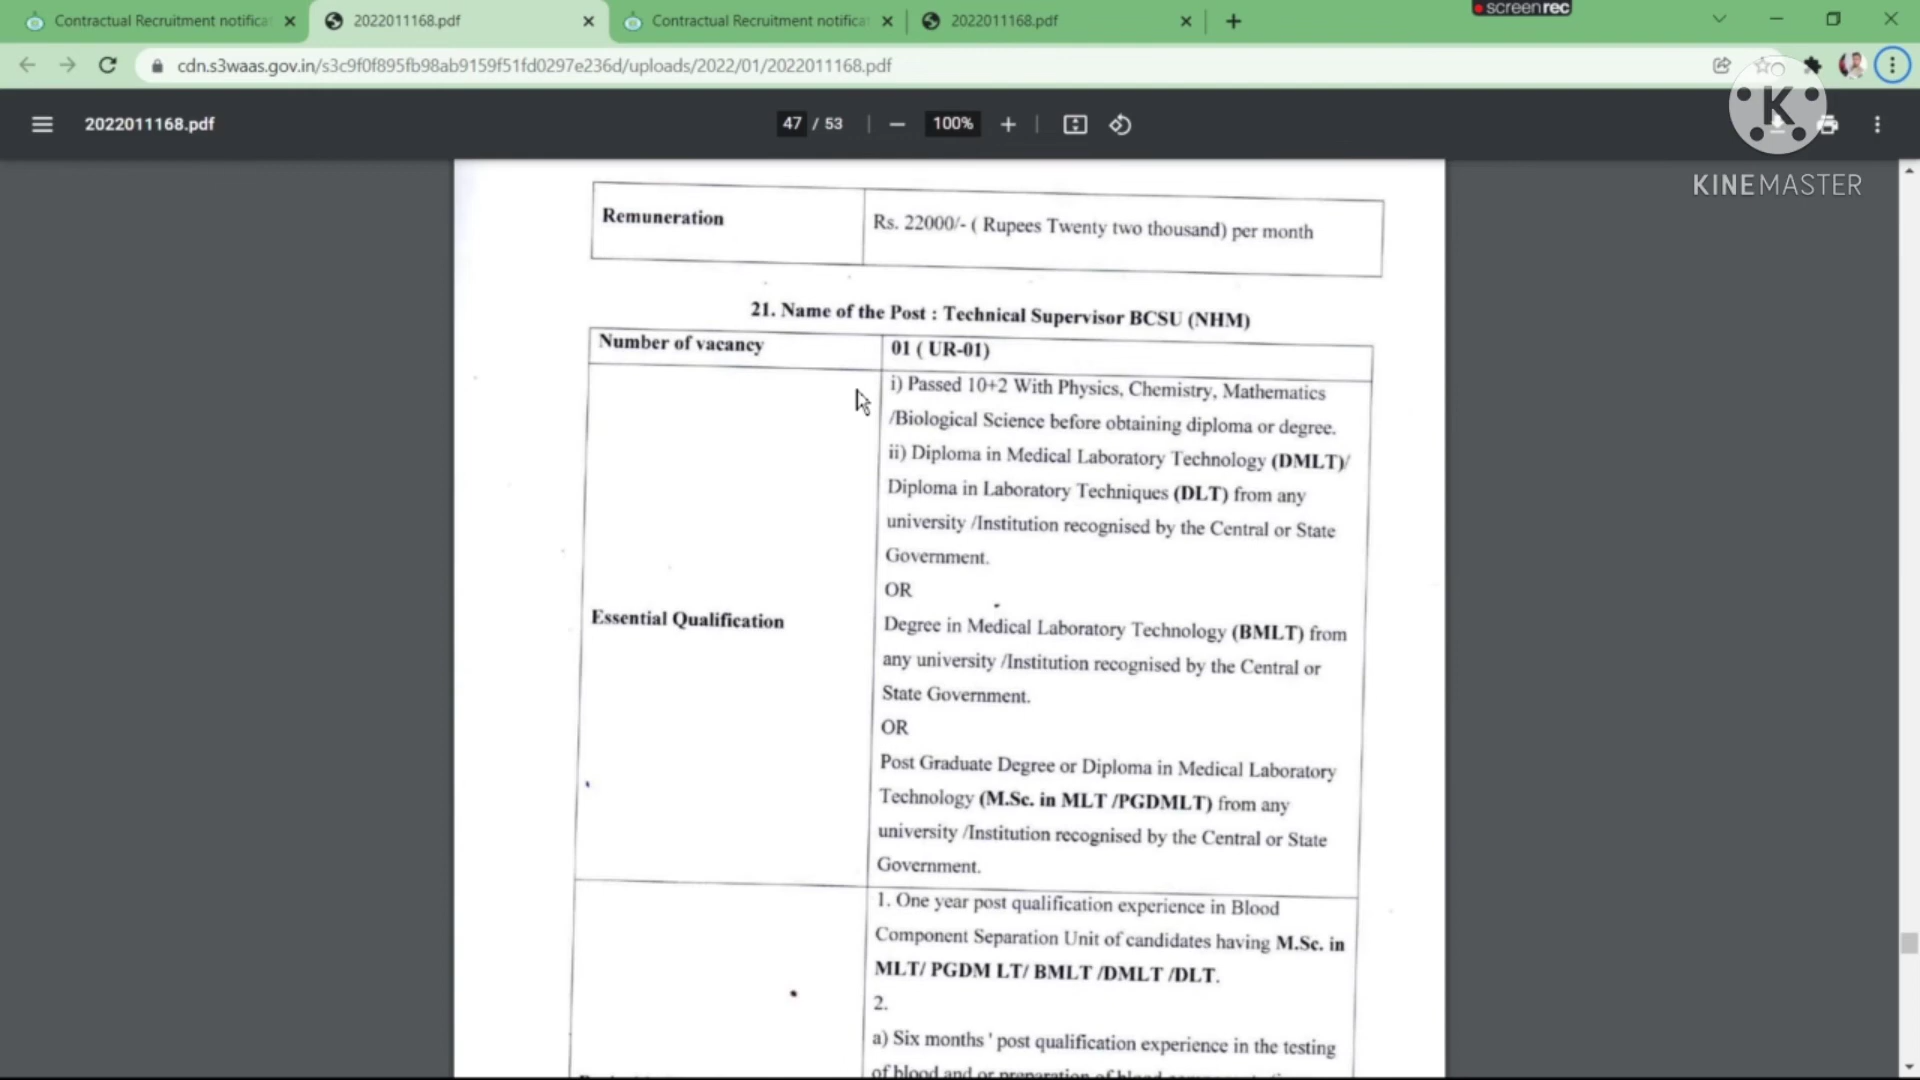 screenrec
Contractual Recruitment notifica
2022011168.pdf
Contractual Recruitment notifica
2022011168.pdf
cdn.s3waas.gov.in/s3c9f0f895fb98ab9159f51fd0297e236d/uploads/2022/01/2022011168.pdf
2022011168.pdf
47 / 53
100%
K
KINEMASTER
Remuneration
Rs. 22000/- ( Rupees Twenty two thousand) per month
21. Name of the Post : Technical Supervisor BCSU (NHM)
Number of vacancy
01 ( UR-01)
Essential Qualification
i) Passed 10+2 With Physics, Chemistry, Mathematics
/Biological Science before obtaining diploma or degree.
ii) Diploma in Medical Laboratory Technology (DMLT)/
Diploma in Laboratory Techniques (DLT) from any
university /Institution recognised by the Central or State
Government.
OR
Degree in Medical Laboratory Technology (BMLT) from
any university /Institution recognised by the Central or
State Government.
OR
Post Graduate Degree or Diploma in Medical Laboratory
Technology (M.Sc. in MLT /PGDMLT) from any
university /Institution recognised by the Central or State
Government.
1. One year post qualification experience in Blood
Component Separation Unit of candidates having M.Sc. in
MLT/ PGDM LT/ BMLT /DMLT /DLT.
2.
a) Six months ' post qualification experience in the testing
of blood and or preparation of blood